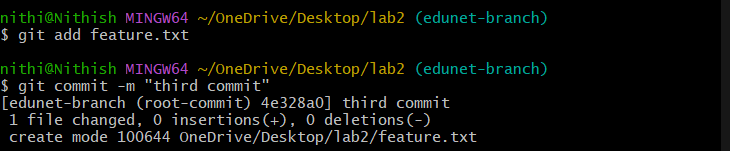 nithi@Nithish MINGW64 ~/OneDrive/Desktop/lab2 (edunet-branch)
$ git add feature.txt
nithi@Nithish MINGW64 ~/OneDrive/Desktop/lab2 (edunet-branch)
$ git commit -m "third commit"
[edunet-branch (root-commit) 4e328a0] third commit
 1 file changed, 0 insertions(+), 0 deletions(-)
 create mode 100644 OneDrive/Desktop/lab2/feature.txt